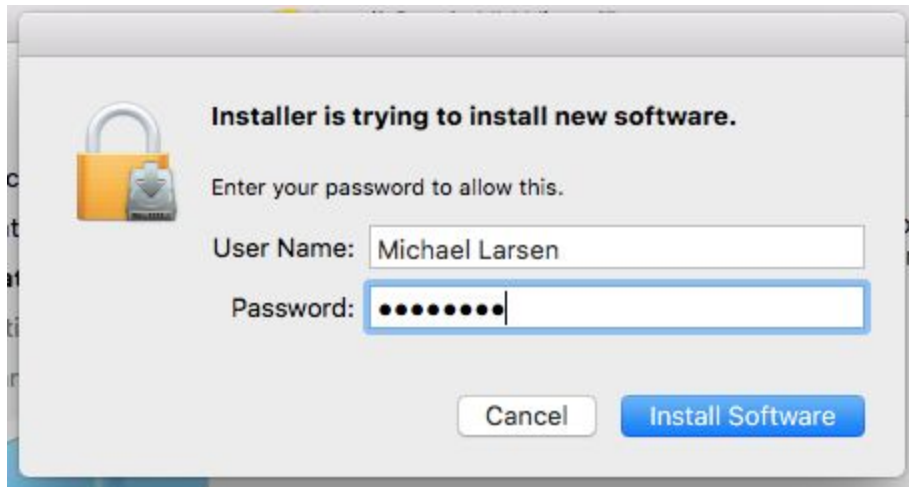 Installer is trying to install new software.
Enter your password to allow this.
User Name: Michael Larsen
Password: ••••••••
Cancel Install Software